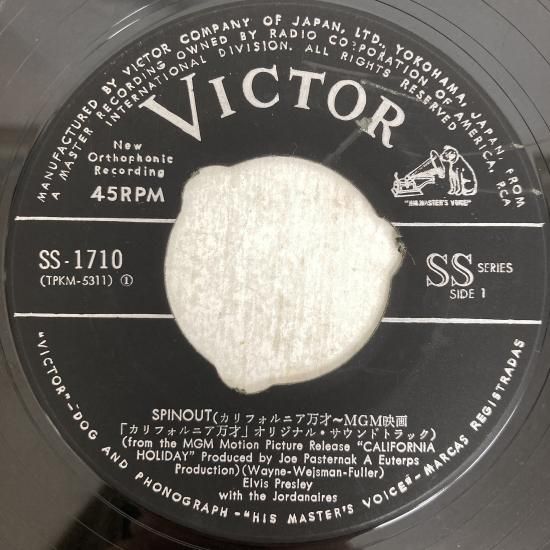 MANUFACTURED BY VICTOR COMPANY OF JAPAN, LTD., YOKOHAMA, JAPAN, FROM
A MASTER RECORDING OWNED BY RADIO CORPORATION OF AMERICA, RCA
INTERNATIONAL DIVISION. ALL RIGHTS RESERVED
VICTOR
New
Orthophonic
Recording
45RPM
"HIS MASTER'S VOICE"
SS-1710
(TPKM-5311) ①
SS SERIES
SIDE 1
SPINOUT(カリフォルニア万才〜MGM映画
「カリフォルニア万才」オリジナル・サウンドトラック)
(from the MGM Motion Picture Release "CALIFORNIA
HOLIDAY" Produced by Joe Pasternak A Euterps
Production)(Wayne-Wejsman-Fuller)
Elvis Presley
with the Jordanaires
"VICTOR"–DOG AND PHONOGRAPH–"HIS MASTER'S VOICE"–MARCAS REGISTRADAS